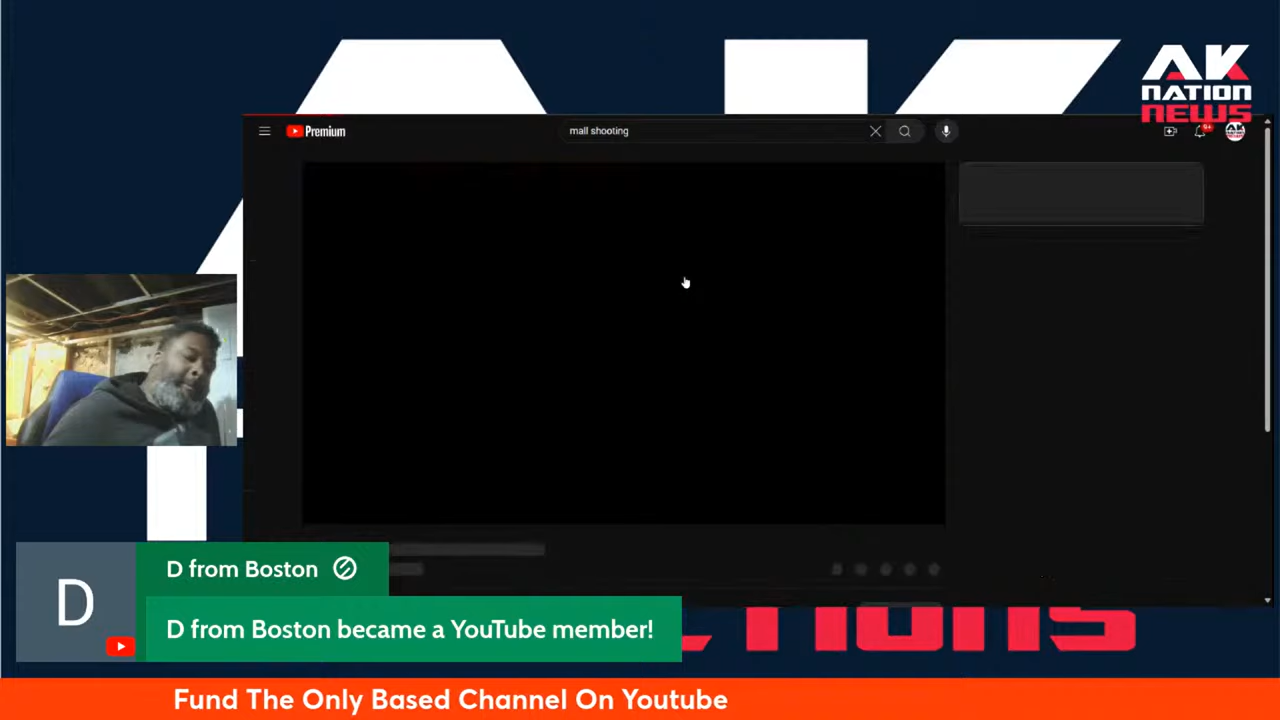 AK
NATION
NEWS
Premium
mall shooting
9+
D
D from Boston
D from Boston became a YouTube member!
Fund The Only Based Channel On Youtube